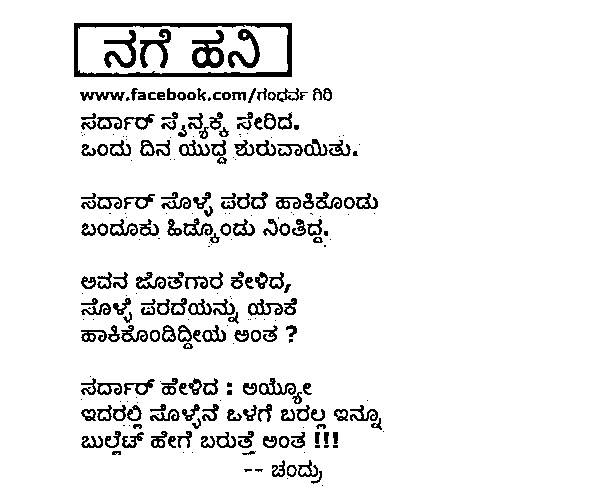 ನಗೆ ಹನಿ
www.facebook.com/ಗಂಧರ್ವ ಗಿರಿ
ಸರ್ದಾರ್ ಸೈನ್ಯಕ್ಕೆ ಸೇರಿದ.
ಒಂದು ದಿನ ಯುದ್ದ ಶುರುವಾಯಿತು.
ಸರ್ದಾರ್ ಸೊಳ್ಳೆ ಪರದೆ ಹಾಕಿಕೊಂಡು
ಬಂದೂಕು ಹಿಡ್ಕೊಂಡು ನಿಂತಿದ್ದ.
ಅವನ ಜೊತೆಗಾರ ಕೇಳಿದ,
ಸೊಳ್ಳೆ ಪರದೆಯನ್ನು ಯಾಕೆ
ಹಾಕಿಕೊಂಡಿದ್ದೀಯ ಅಂತ ?
ಸರ್ದಾರ್ ಹೇಳಿದ : ಅಯ್ಯೋ
ಇದರಲ್ಲಿ ಸೊಳ್ಳೆನೆ ಒಳಗೆ ಬರಲ್ಲ ಇನ್ನೂ
ಬುಲ್ಲೆಟ್ ಹೇಗೆ ಬರುತ್ತೆ ಅಂತ !!!
-- ಚಂದ್ರು